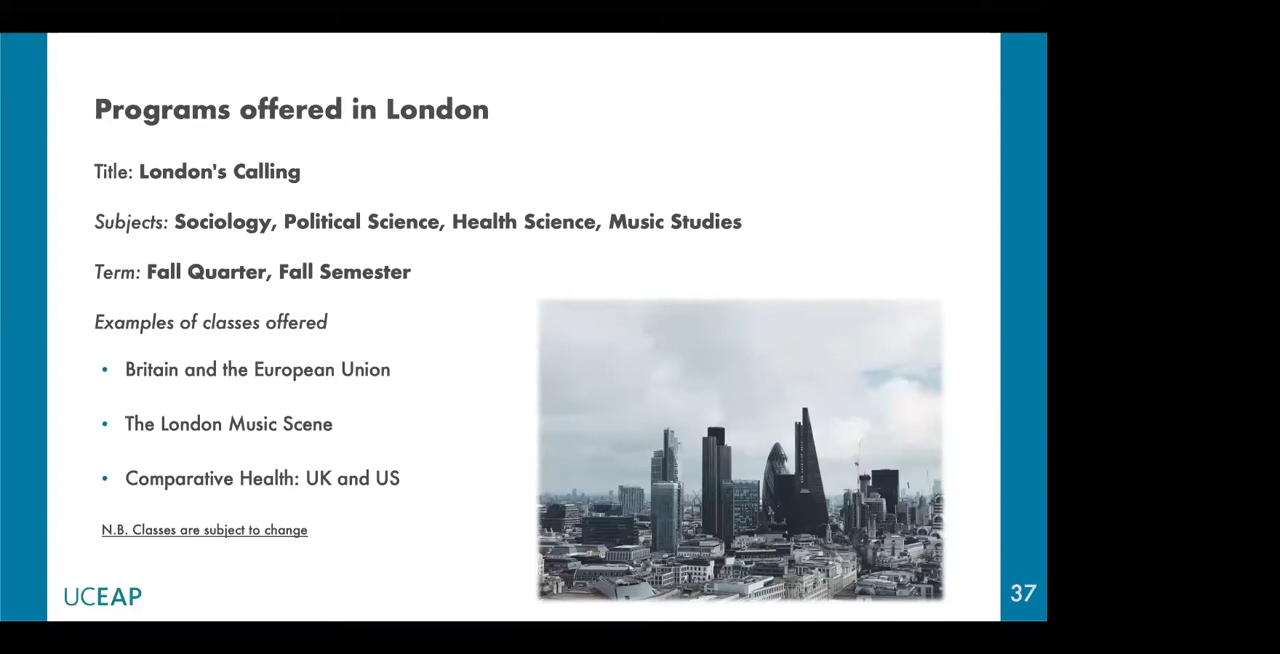 Programs offered in London
Title: London's Calling
Subjects: Sociology, Political Science, Health Science, Music Studies
Term: Fall Quarter, Fall Semester
Examples of classes offered
• Britain and the European Union
• The London Music Scene
• Comparative Health: UK and US
N.B. Classes are subject to change
UCEAP
37